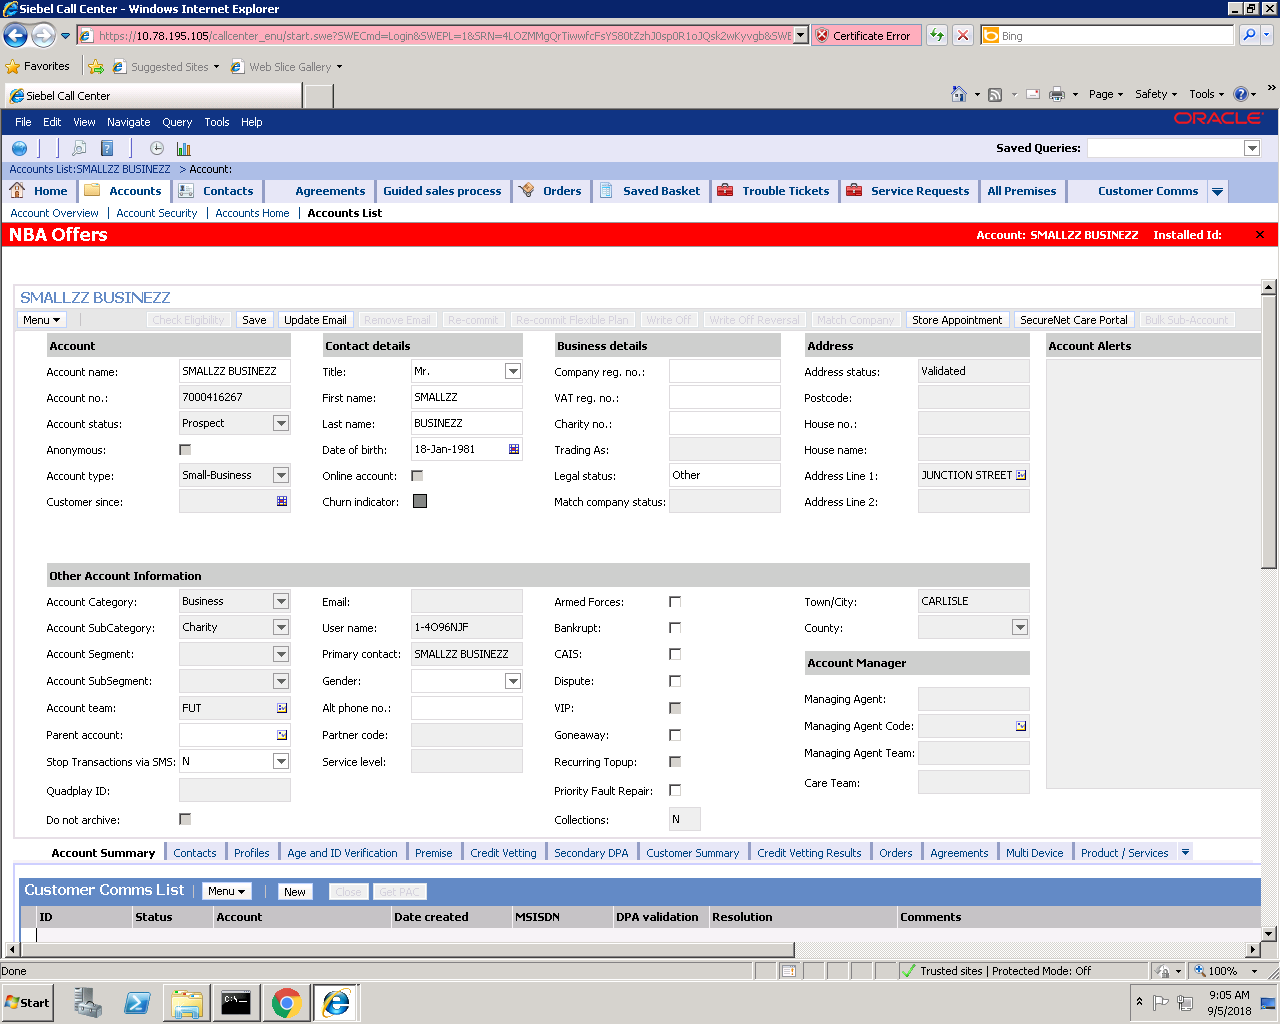 Siebel Call Center - Windows Internet Explorer
https://10.78.195.105/callcenter_enu/start.swe?SWECmd=Login&SWEPL=1&SRN=
Certificate Error
Bing
Favorites
Suggested Sites
Web Slice Gallery
Siebel Call Center
Page
Safety
Tools
File Edit View Navigate Query Tools Help
ORACLE
Saved Queries:
Accounts List:SMALLZZ BUSINEZZ > Account:
Home Accounts Contacts Agreements Guided sales process Orders Saved Basket Trouble Tickets Service Requests All Premises Customer Comms
Account Overview | Account Security | Accounts Home | Accounts List
NBA Offers Account: SMALLZZ BUSINEZZ Installed Id:
SMALLZZ BUSINEZZ
Menu Check Eligibility Save Update Email Remove Email Re-commit Re-commit Flexible Plan Write Off Write Off Reversal Match Company Store Appointment SecureNet Care Portal Bulk Sub-Account
Account Contact details Business details Address Account Alerts
Account name: SMALLZZ BUSINEZZ Title: Mr. Company reg. no.: Address status: Validated
Account no.: 7000416267 First name: SMALLZZ VAT reg. no.: Postcode:
Account status: Prospect Last name: BUSINEZZ Charity no.: House no.:
Anonymous: Date of birth: 18-Jan-1981 Trading As: House name:
Account type: Small-Business Online account: Legal status: Other Address Line 1: JUNCTION STREET
Customer since: Churn indicator: Match company status: Address Line 2:
Other Account Information
Account Category: Business Email: Armed Forces: Town/City: CARLISLE
Account SubCategory: Charity User name: 1-4O96NJF Bankrupt: County:
Account Segment: Primary contact: SMALLZZ BUSINEZZ CAIS: Account Manager
Account SubSegment: Gender: Dispute:
Account team: FUT Alt phone no.: VIP: Managing Agent:
Parent account: Partner code: Goneaway: Managing Agent Code:
Stop Transactions via SMS: N Service level: Recurring Topup: Managing Agent Team:
Quadplay ID: Priority Fault Repair: Care Team:
Do not archive: Collections: N
Account Summary Contacts Profiles Age and ID Verification Premise Credit Vetting Secondary DPA Customer Summary Credit Vetting Results Orders Agreements Multi Device Product / Services
Customer Comms List Menu New Close Get PAC
ID Status Account Date created MSISDN DPA validation Resolution Comments
Done Trusted sites | Protected Mode: Off 100%
Start 9:05 AM
9/5/2018